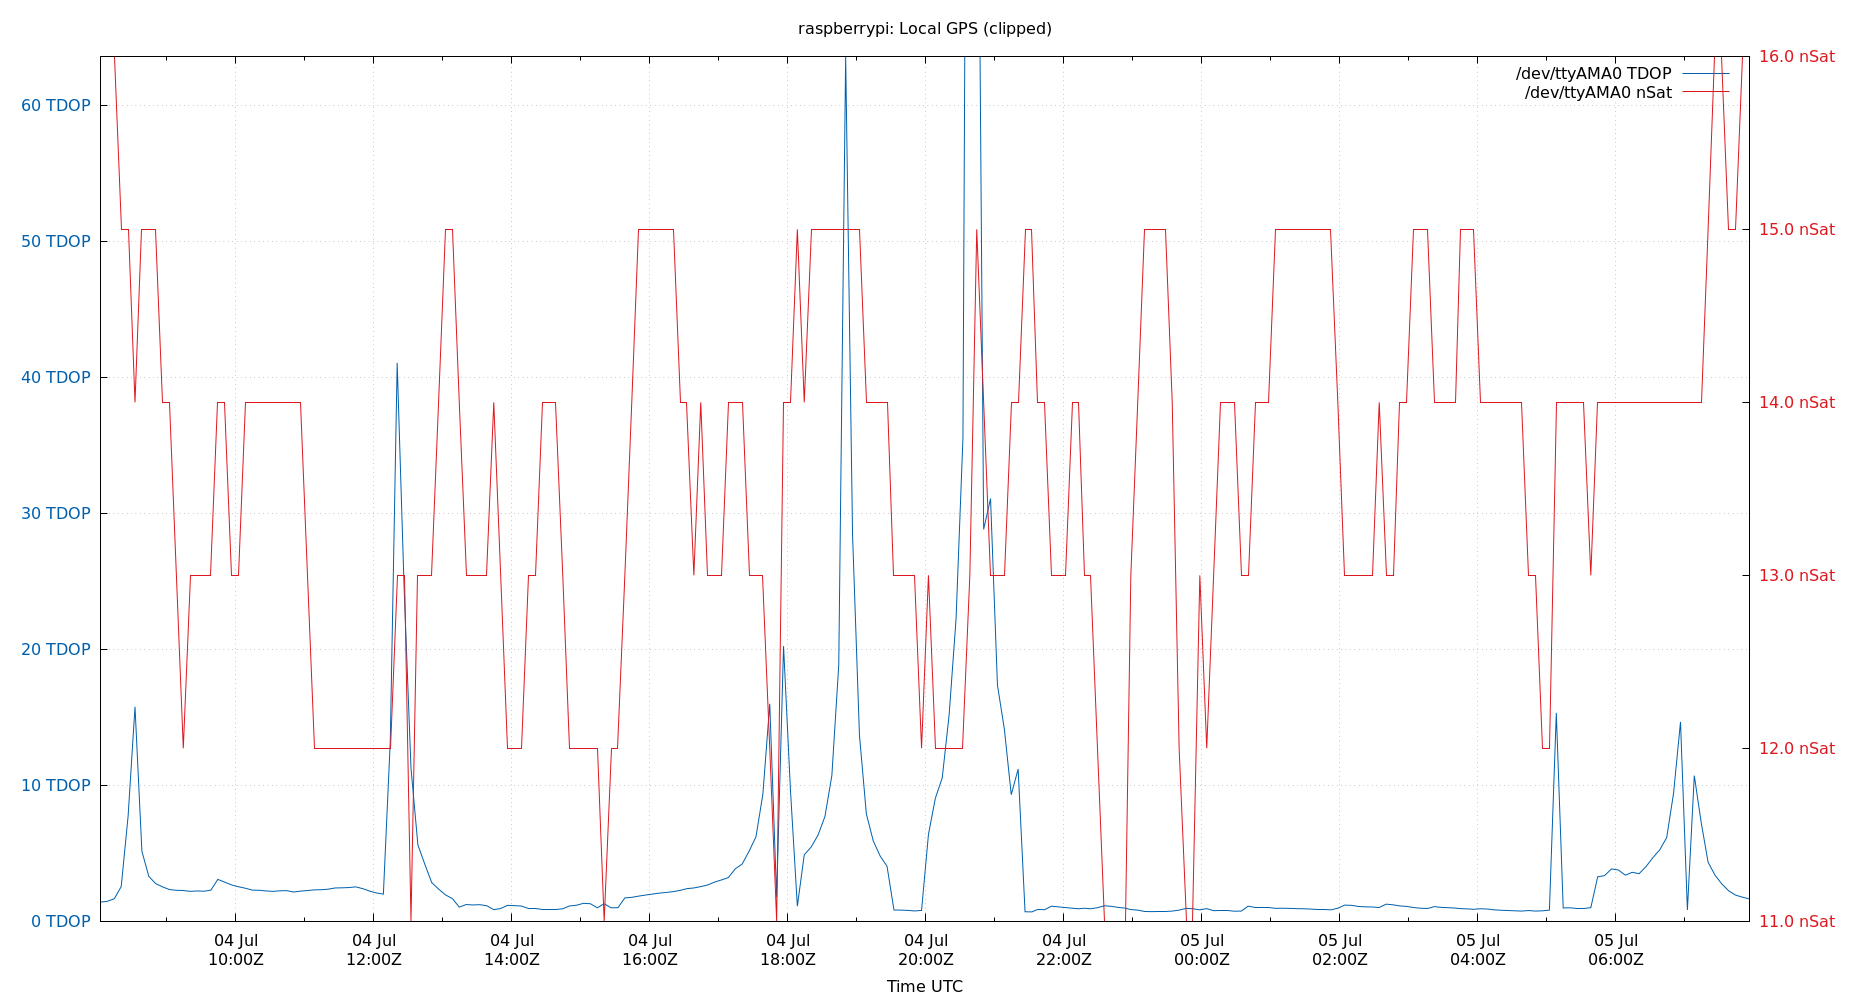 raspberrypi: Local GPS (clipped)
/dev/ttyAMA0 TDOP
/dev/ttyAMA0 nSat
60 TDOP
50 TDOP
40 TDOP
30 TDOP
20 TDOP
10 TDOP
0 TDOP
16.0 nSat
15.0 nSat
14.0 nSat
13.0 nSat
12.0 nSat
11.0 nSat
04 Jul 04 Jul 04 Jul 04 Jul 04 Jul 04 Jul 04 Jul 05 Jul 05 Jul 05 Jul 05 Jul
10:00Z 12:00Z 14:00Z 16:00Z 18:00Z 20:00Z 22:00Z 00:00Z 02:00Z 04:00Z 06:00Z
Time UTC